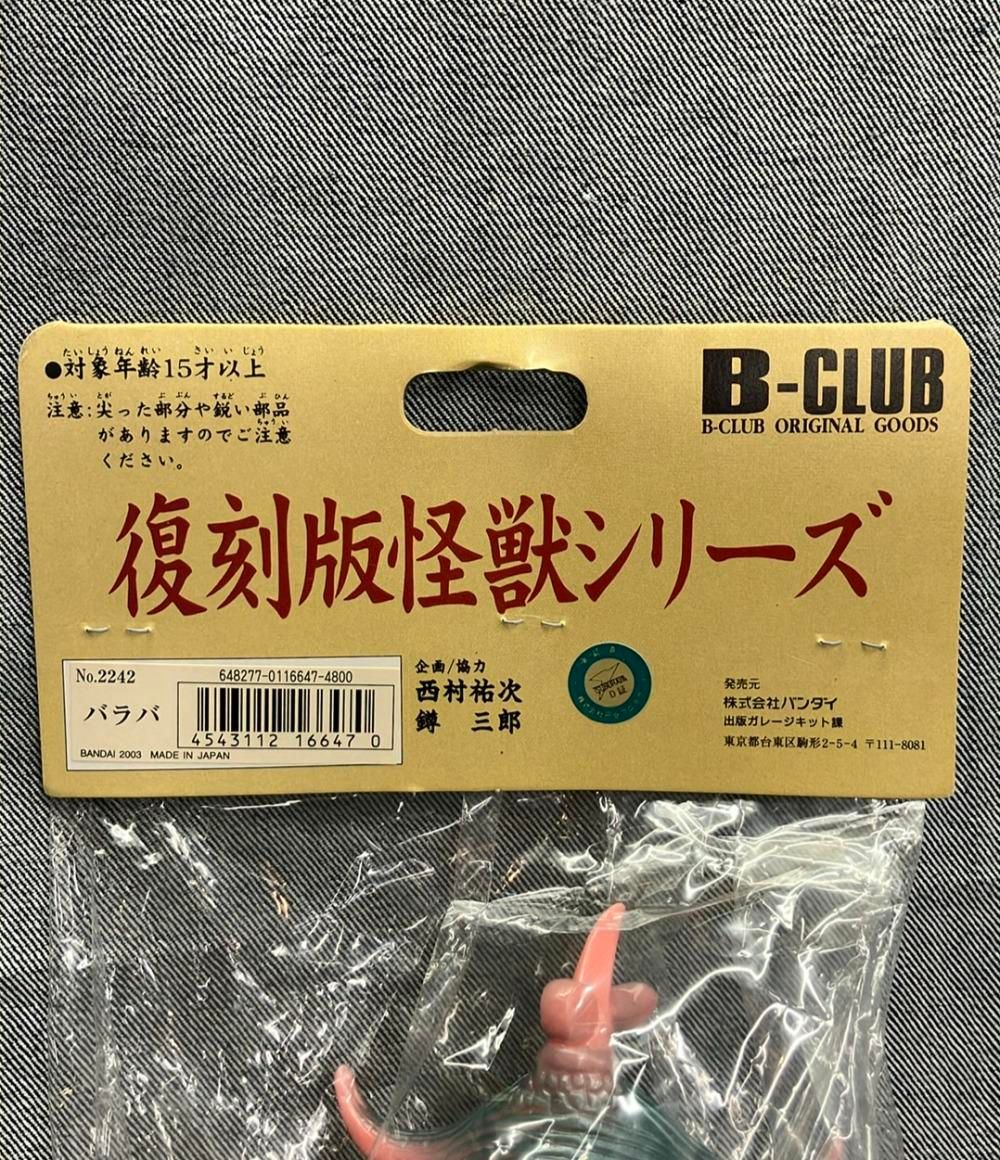 ●対象年齢15才以上
注意:尖った部分や鋭い部品
がありますのでご注意
ください。
B-CLUB
B-CLUB ORIGINAL GOODS
復刻版怪獣シリーズ
No.2242
バラバ
648277-0116647-4800
4543112 16647 0
BANDAI 2003 MADE IN JAPAN
企画/協力
西村祐次
鐏 三郎
発売元
株式会社バンダイ
出版ガレージキット課
東京都台東区駒形2-5-4 〒111-8081